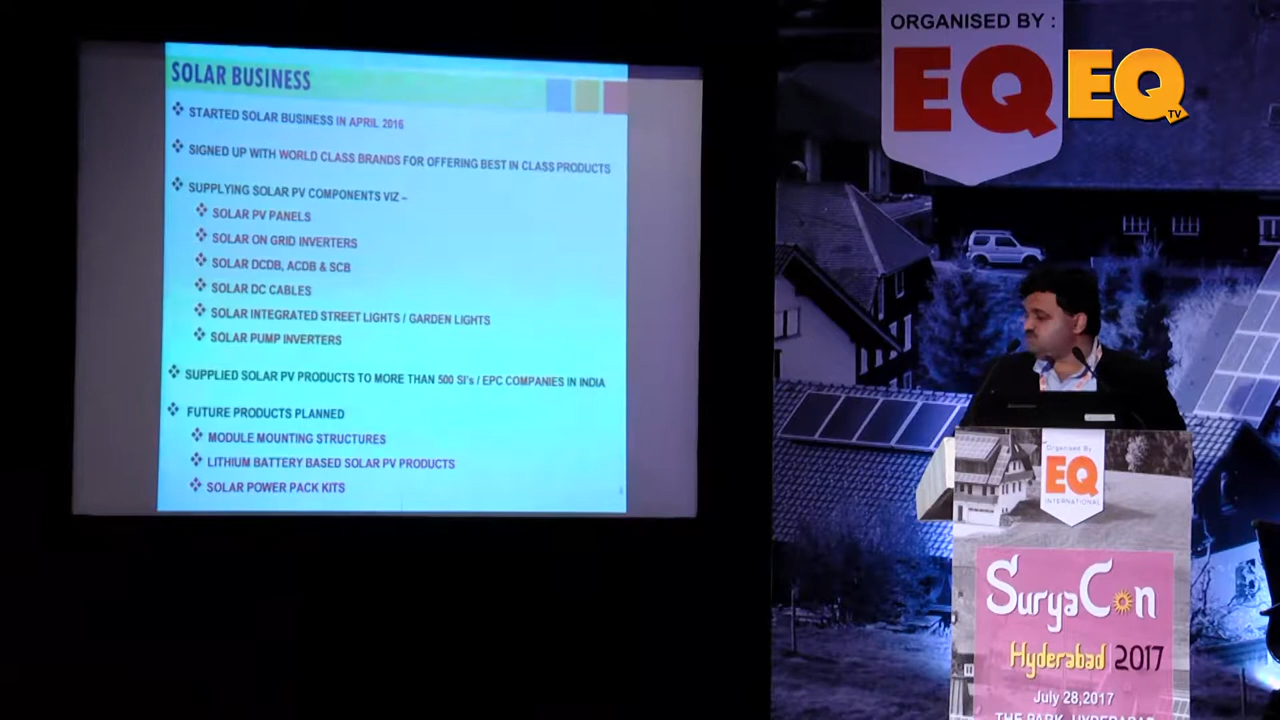 SOLAR BUSINESS
❖ STARTED SOLAR BUSINESS IN APRIL 2016
❖ SIGNED UP WITH WORLD CLASS BRANDS FOR OFFERING BEST IN CLASS PRODUCTS
❖ SUPPLYING SOLAR PV COMPONENTS VIZ –
❖ SOLAR PV PANELS
❖ SOLAR ON GRID INVERTERS
❖ SOLAR DCDB, ACDB & SCB
❖ SOLAR DC CABLES
❖ SOLAR INTEGRATED STREET LIGHTS / GARDEN LIGHTS
❖ SOLAR PUMP INVERTERS
❖ SUPPLIED SOLAR PV PRODUCTS TO MORE THAN 500 SI's / EPC COMPANIES IN INDIA
❖ FUTURE PRODUCTS PLANNED
❖ MODULE MOUNTING STRUCTURES
❖ LITHIUM BATTERY BASED SOLAR PV PRODUCTS
❖ SOLAR POWER PACK KITS
ORGANISED BY :
EQ
EQ
TV
Organised By
EQ
INTERNATIONAL
SuryaCon
Hyderabad 2017
July 28,2017
THE PARK, HYDERABAD